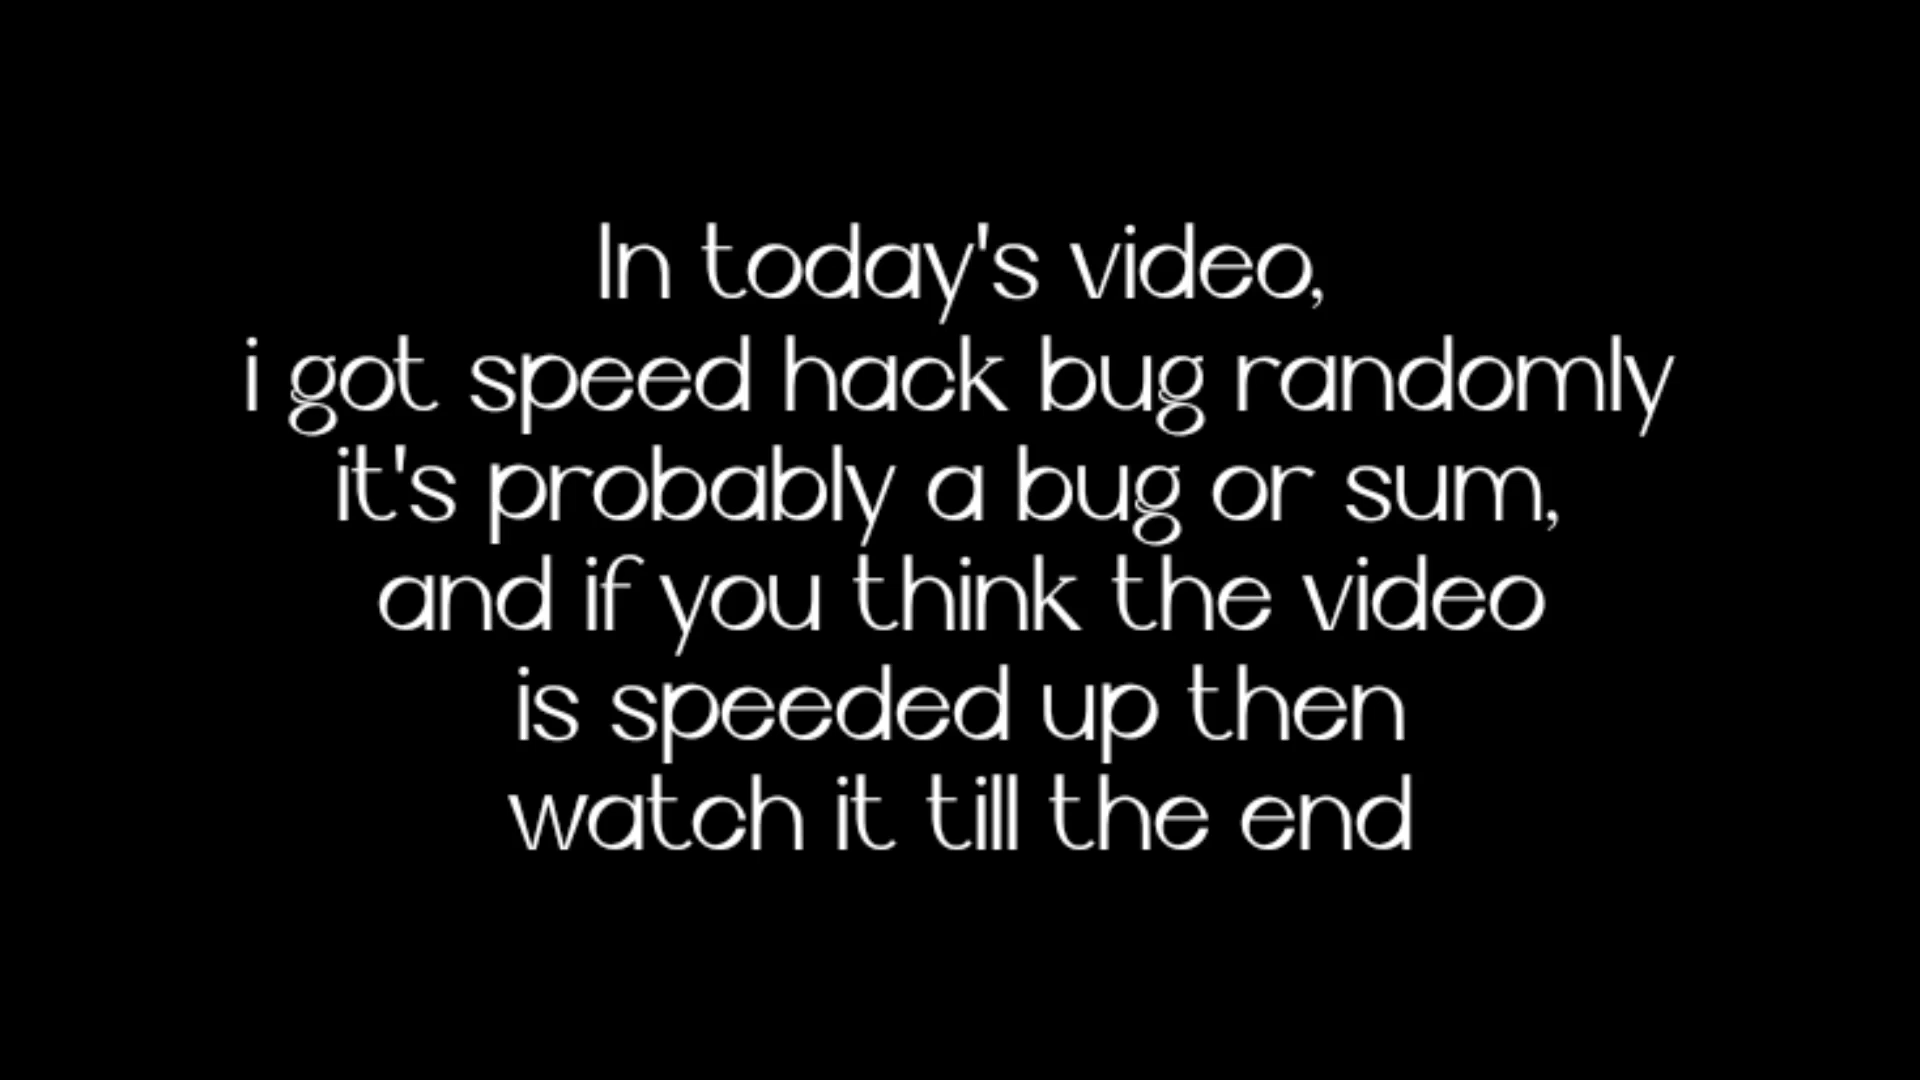 In today's video,
i got speed hack bug randomly
it's probably a bug or sum,
and if you think the video
is speeded up then
watch it till the end